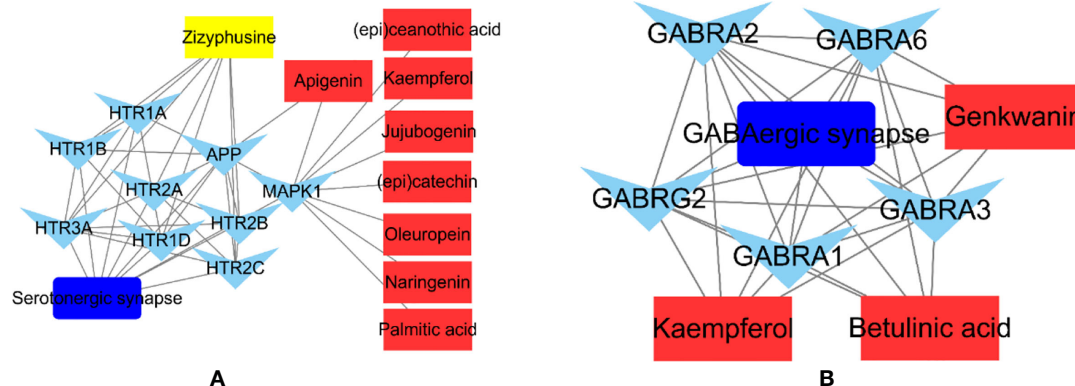 Zizyphusine
(epi)ceanothic acid
Apigenin
Kaempferol
HTR1A
Jujubogenin
HTR1B
APP
HTR2A
MAPK1
(epi)catechin
HTR3A
HTR1D
HTR2B
Oleuropein
HTR2C
Naringenin
Serotonergic synapse
Palmitic acid
A
GABRA2
GABRA6
GABAergic synapse
Genkwanin
GABRG2
GABRA3
GABRA1
Kaempferol
Betulinic acid
B